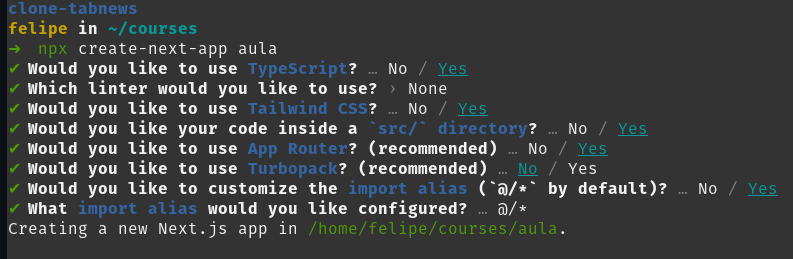 clone-tabnews
felipe in ~/courses
➜ npx create-next-app aula
✔ Would you like to use TypeScript? … No / Yes
✔ Which linter would you like to use? › None
✔ Would you like to use Tailwind CSS? … No / Yes
✔ Would you like your code inside a `src/` directory? … No / Yes
✔ Would you like to use App Router? (recommended) … No / Yes
✔ Would you like to use Turbopack? (recommended) … No / Yes
✔ Would you like to customize the import alias (`@/*` by default)? … No / Yes
✔ What import alias would you like configured? … @/*
Creating a new Next.js app in /home/felipe/courses/aula.